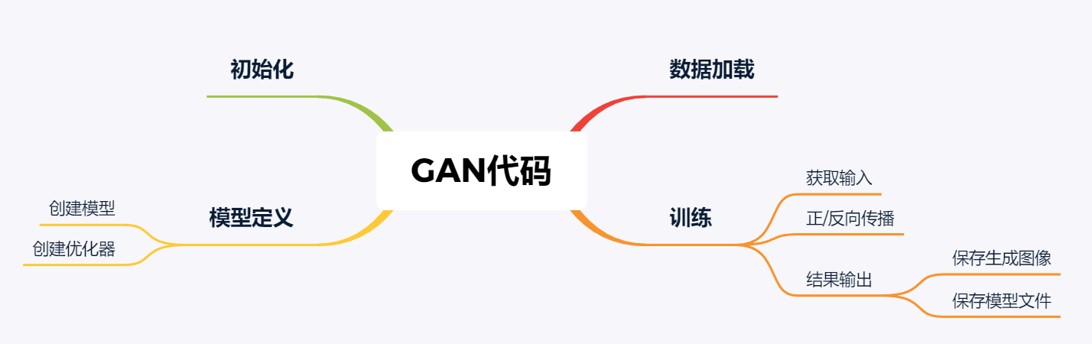 初始化
数据加载
GAN代码
模型定义
创建模型
创建优化器
训练
获取输入
正/反向传播
结果输出
保存生成图像
保存模型文件